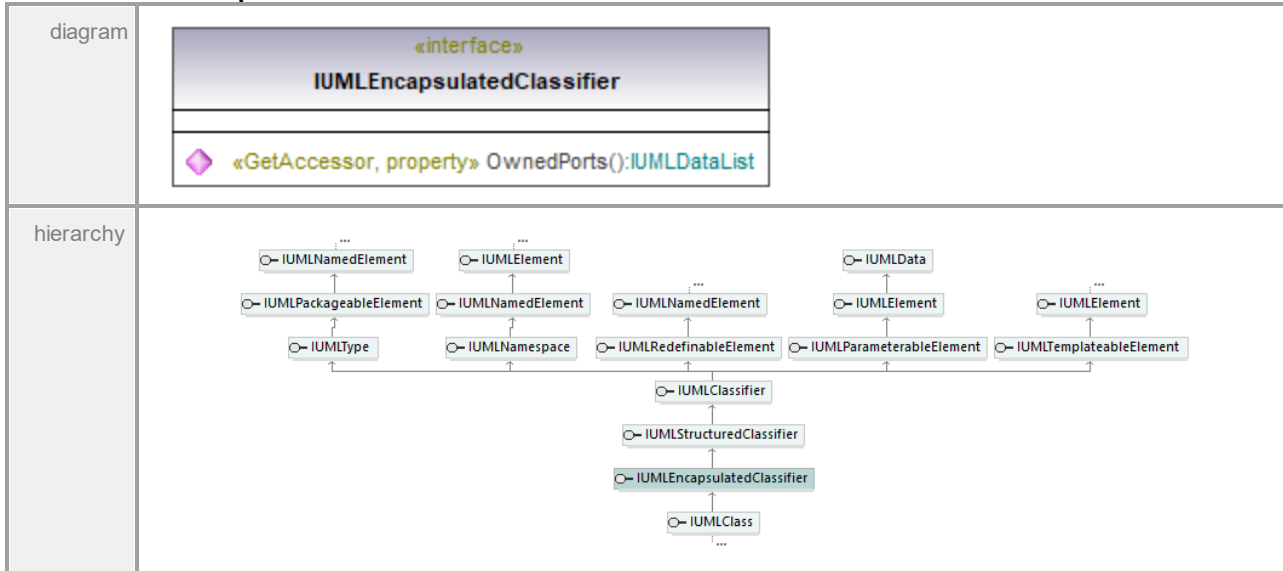 diagram
«interface»
IUMLEncapsulatedClassifier
«GetAccessor, property» OwnedPorts():IUMLDataList
hierarchy
... ...
IUMLNamedElement IUMLElement IUMLData
... ...
IUMLPackageableElement IUMLNamedElement IUMLNamedElement IUMLElement IUMLElement
IUMLType IUMLNamespace IUMLRedefinableElement IUMLParameterableElement IUMLTemplateableElement
IUMLClassifier
IUMLStructuredClassifier
IUMLEncapsulatedClassifier
IUMLClass
...